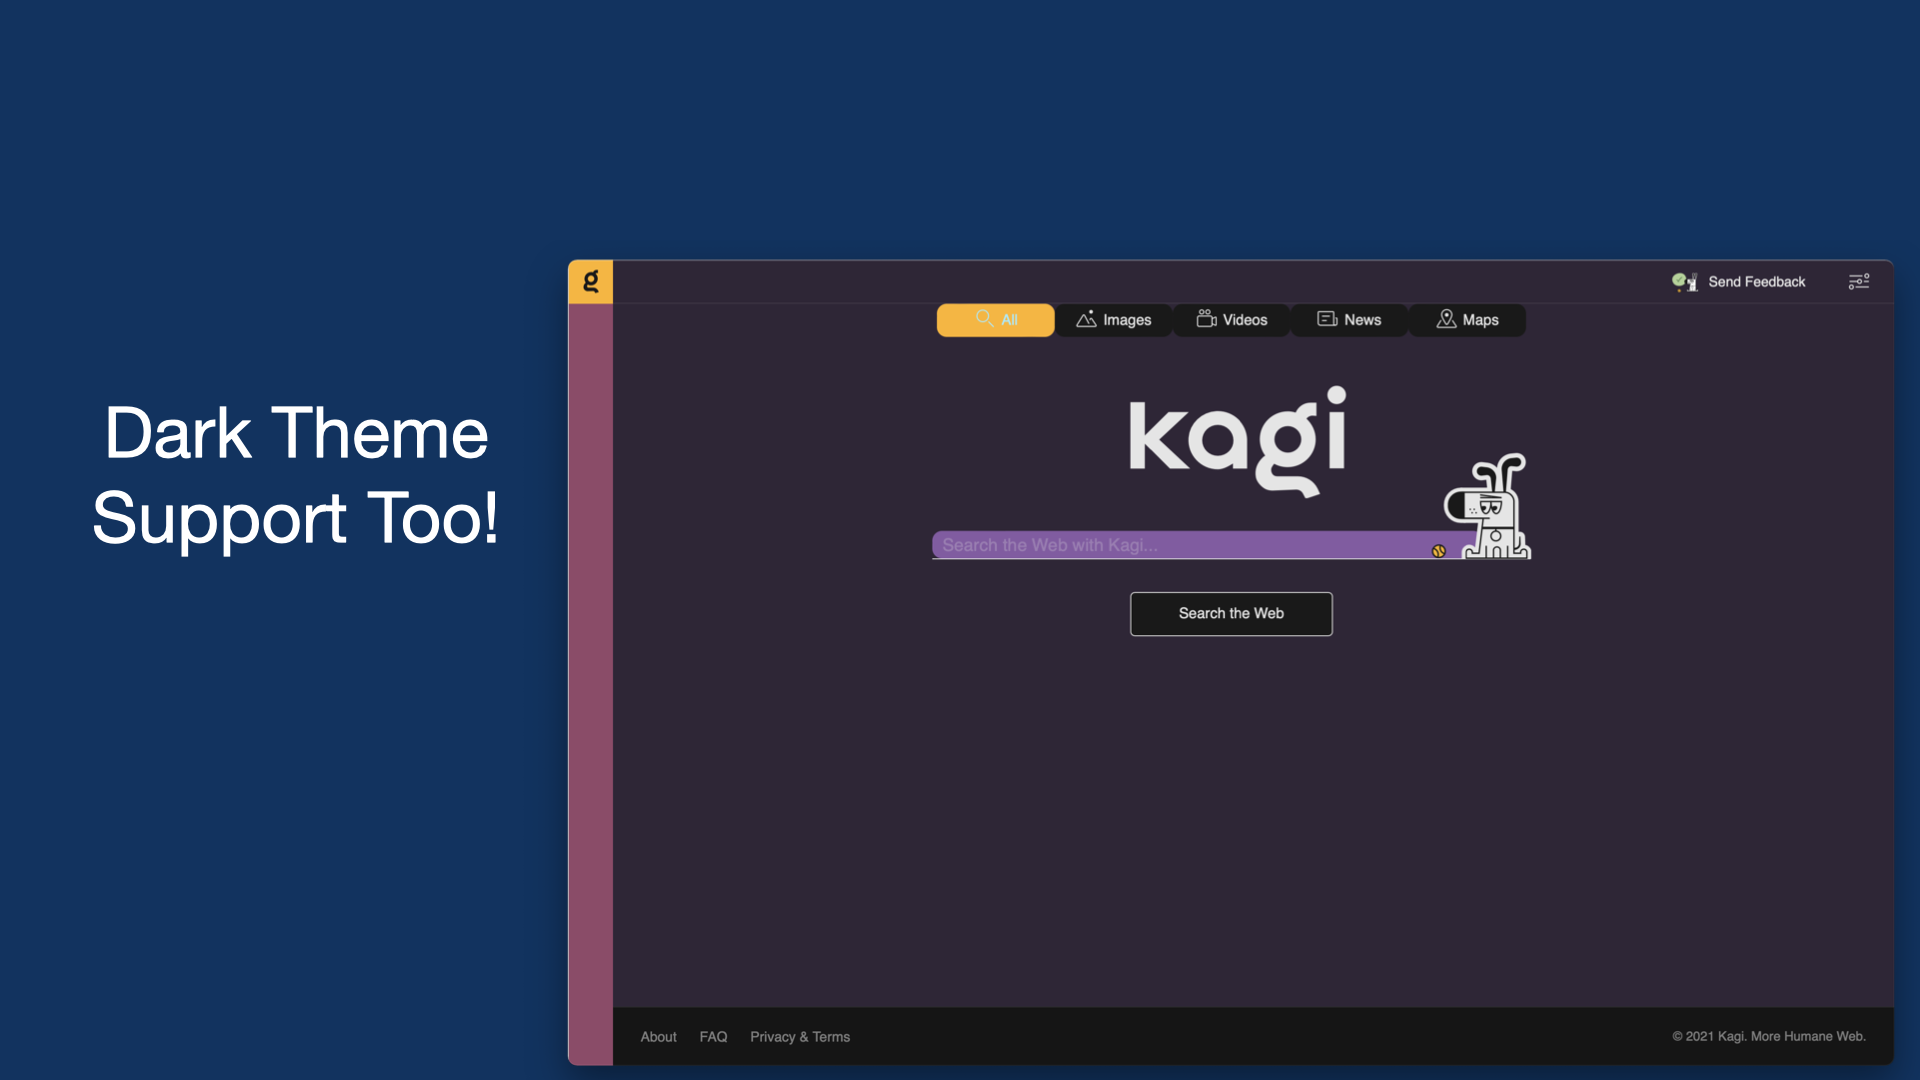 Dark Theme
Support Too!
g
Send Feedback
All
Images
Videos
News
Maps
kagi
Search the Web with Kagi...
Search the Web
About
FAQ
Privacy & Terms
© 2021 Kagi. More Humane Web.